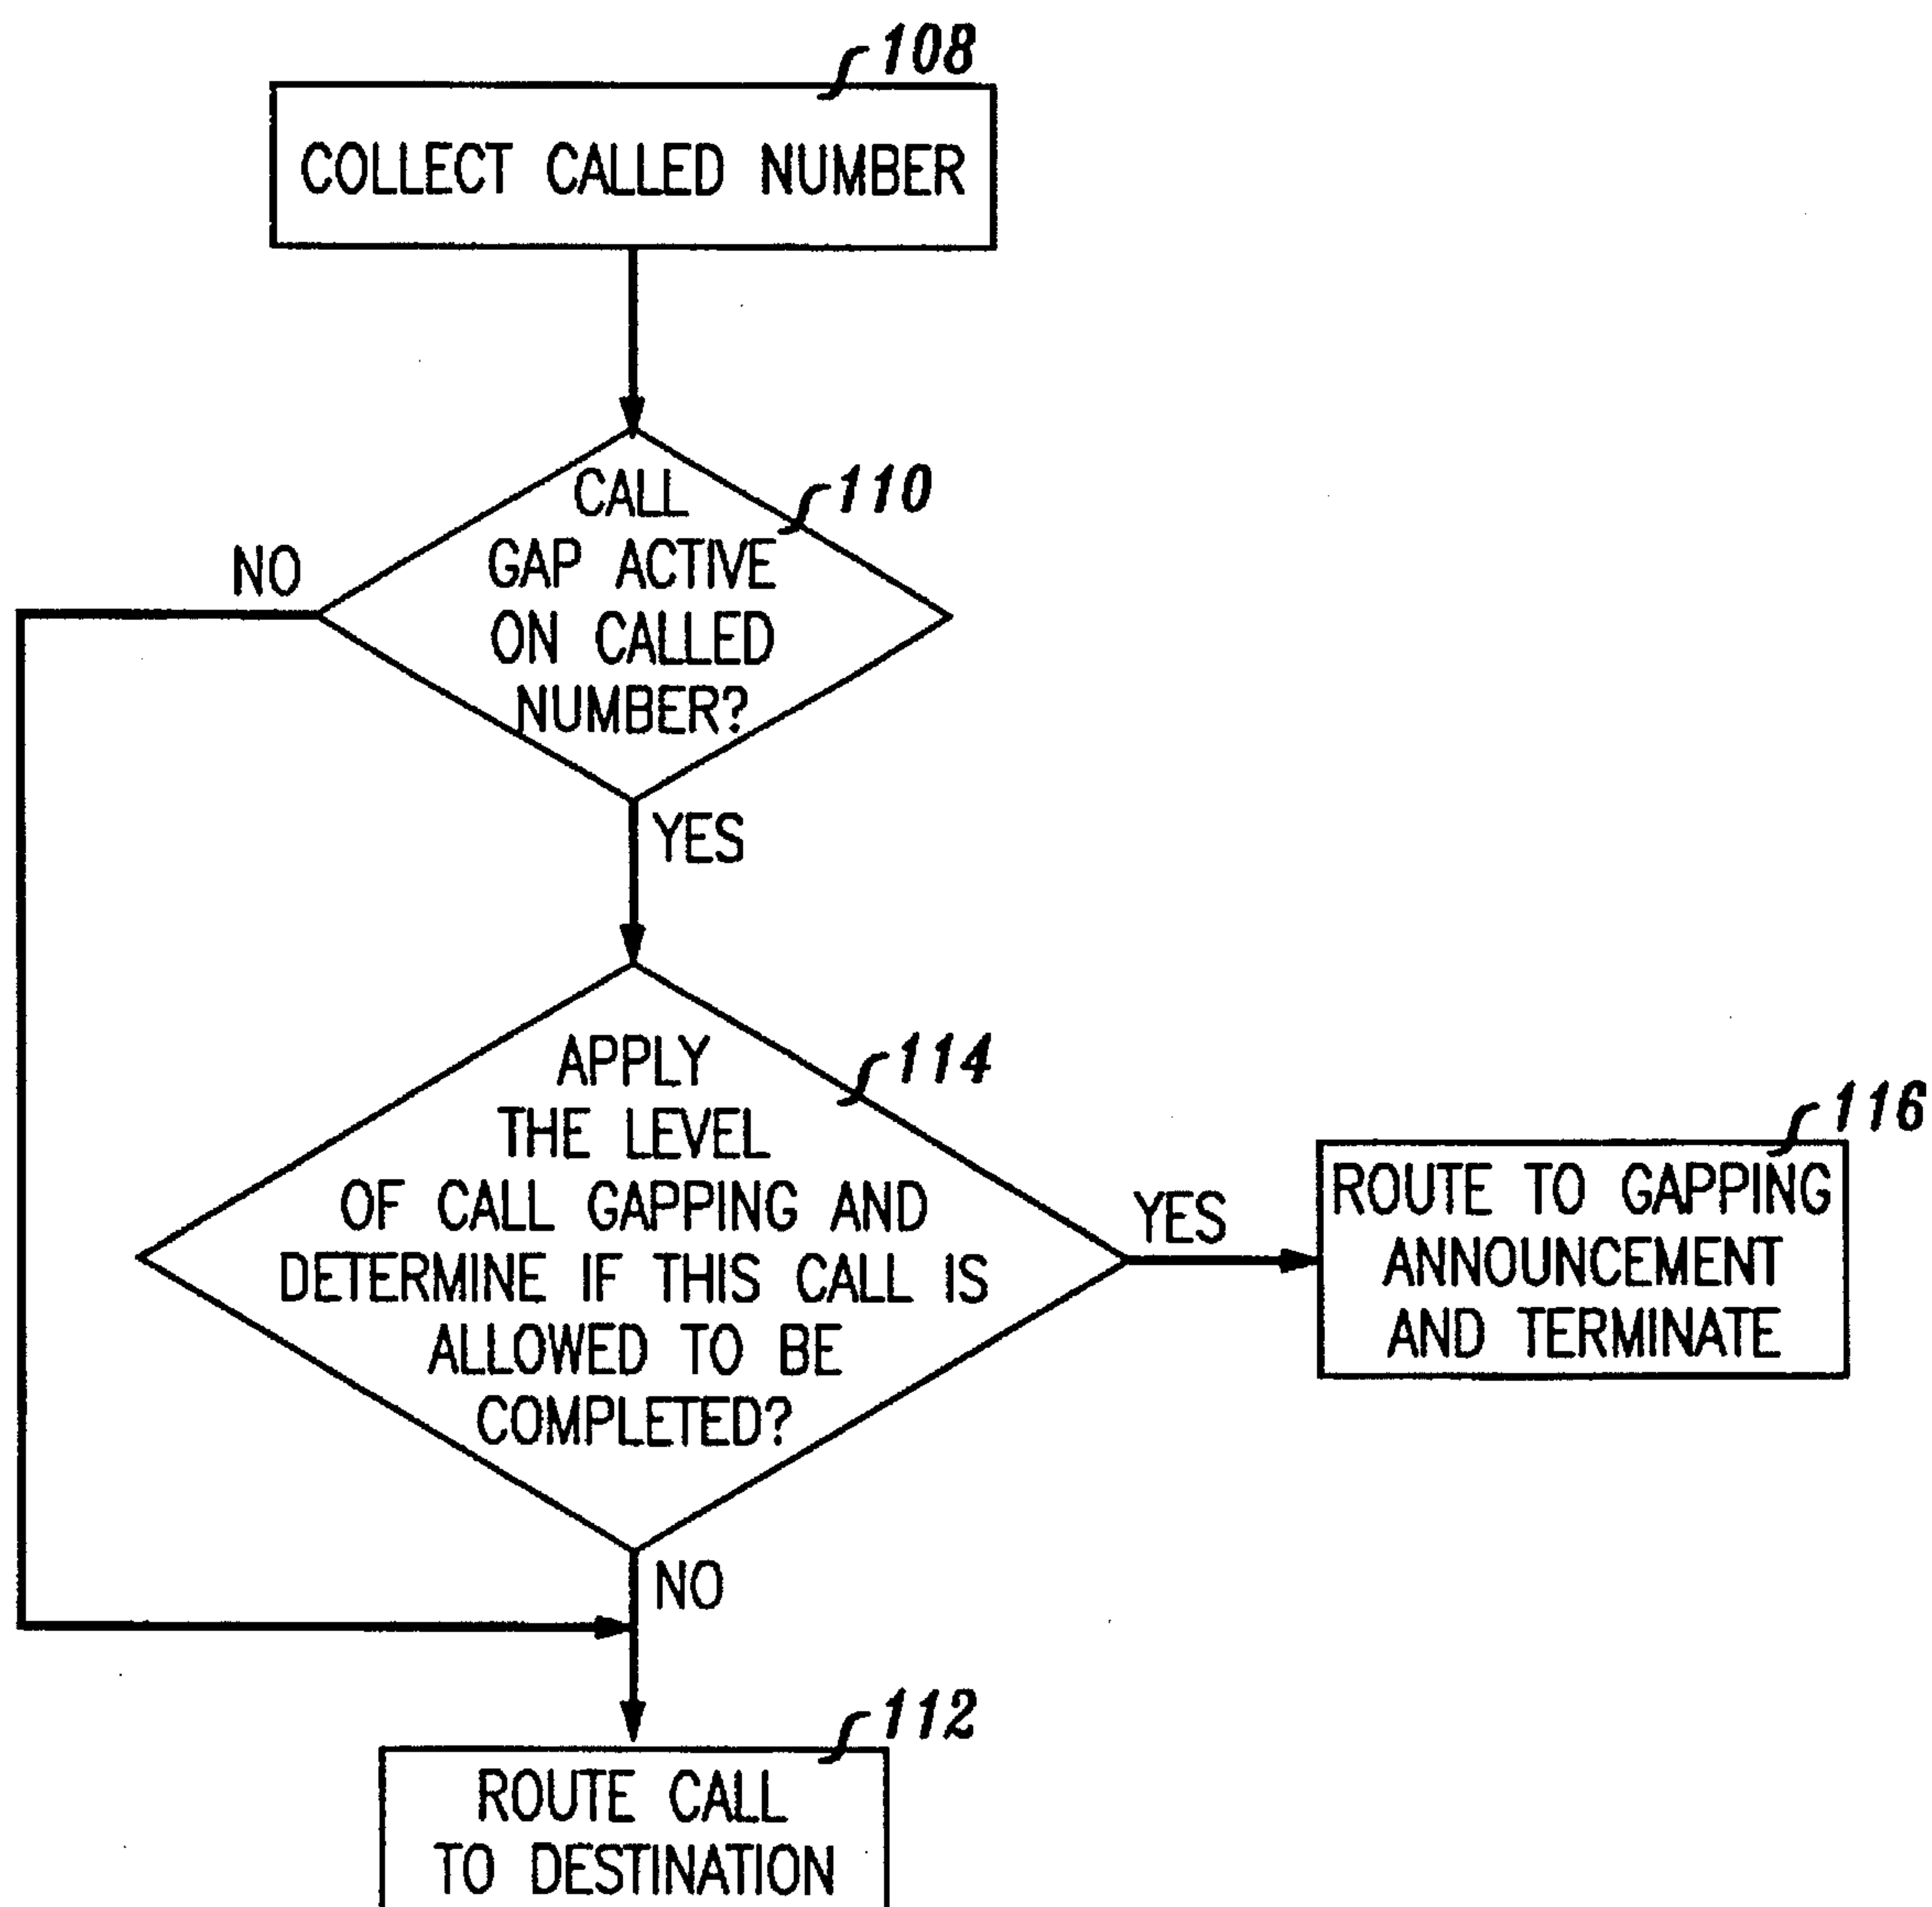 108
COLLECT CALLED NUMBER
110
CALL
GAP ACTIVE
ON CALLED
NUMBER?
NO
YES
114
APPLY
THE LEVEL
OF CALL GAPPING AND
DETERMINE IF THIS CALL IS
ALLOWED TO BE
COMPLETED?
YES
116
ROUTE TO GAPPING
ANNOUNCEMENT
AND TERMINATE
NO
112
ROUTE CALL
TO DESTINATION